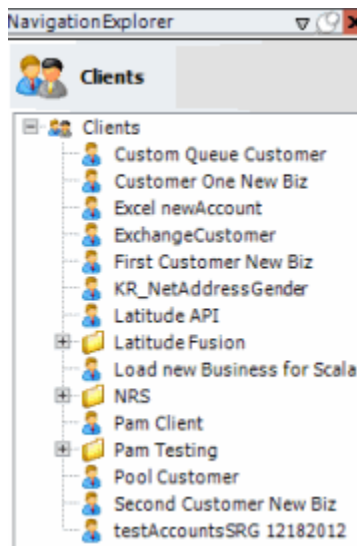 NavigationExplorer
Clients
Clients
Custom Queue Customer
Customer One New Biz
Excel newAccount
ExchangeCustomer
First Customer New Biz
KR_NetAddressGender
Latitude API
Latitude Fusion
Load new Business for Scala
NRS
Pam Client
Pam Testing
Pool Customer
Second Customer New Biz
testAccountsSRG 12182012